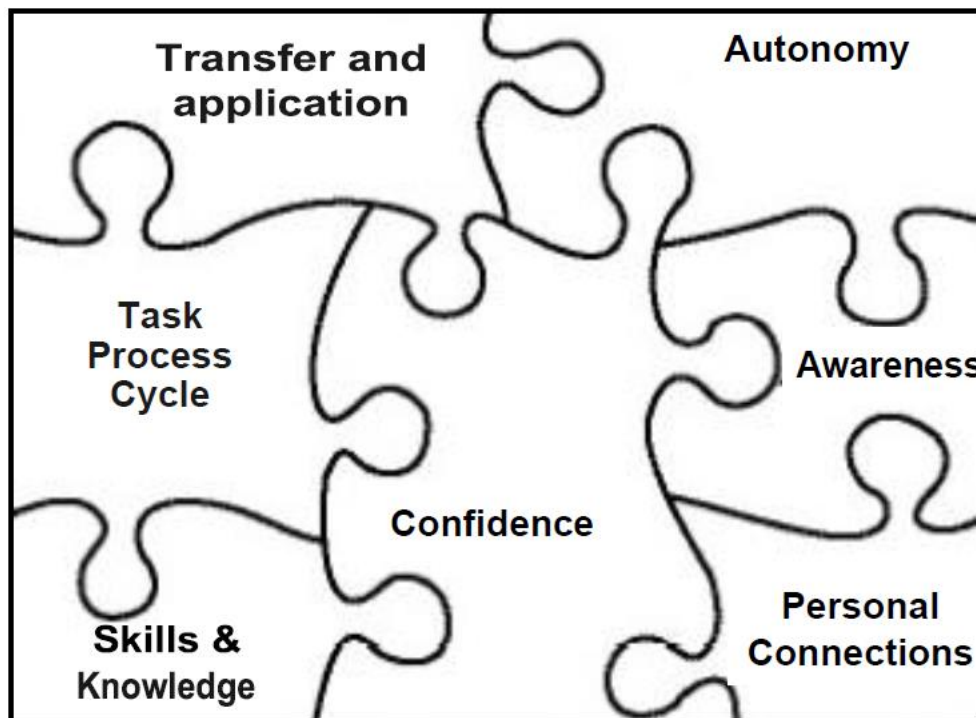 Transfer and
application
Autonomy
Task
Process
Cycle
Awareness
Confidence
Personal
Connections
Skills &
Knowledge